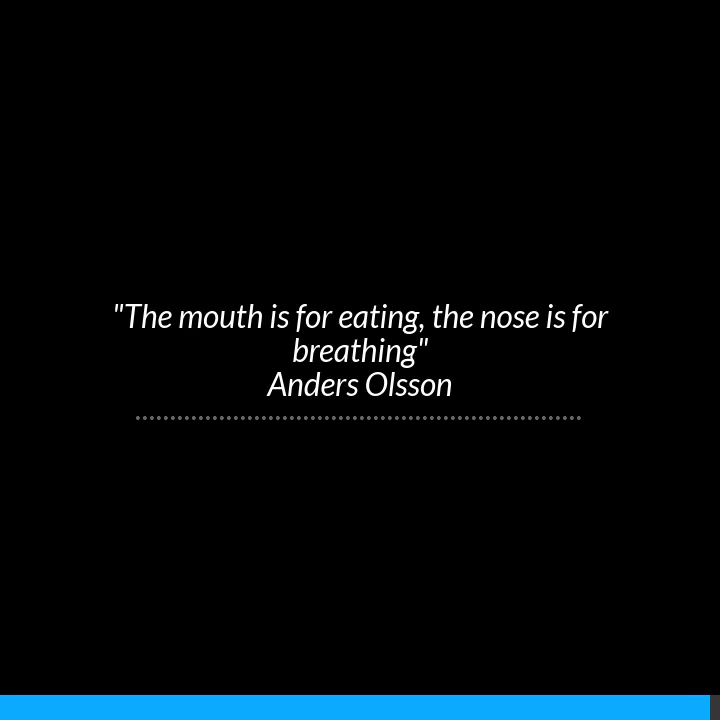 "The mouth is for eating, the nose is for
breathing"
Anders Olsson